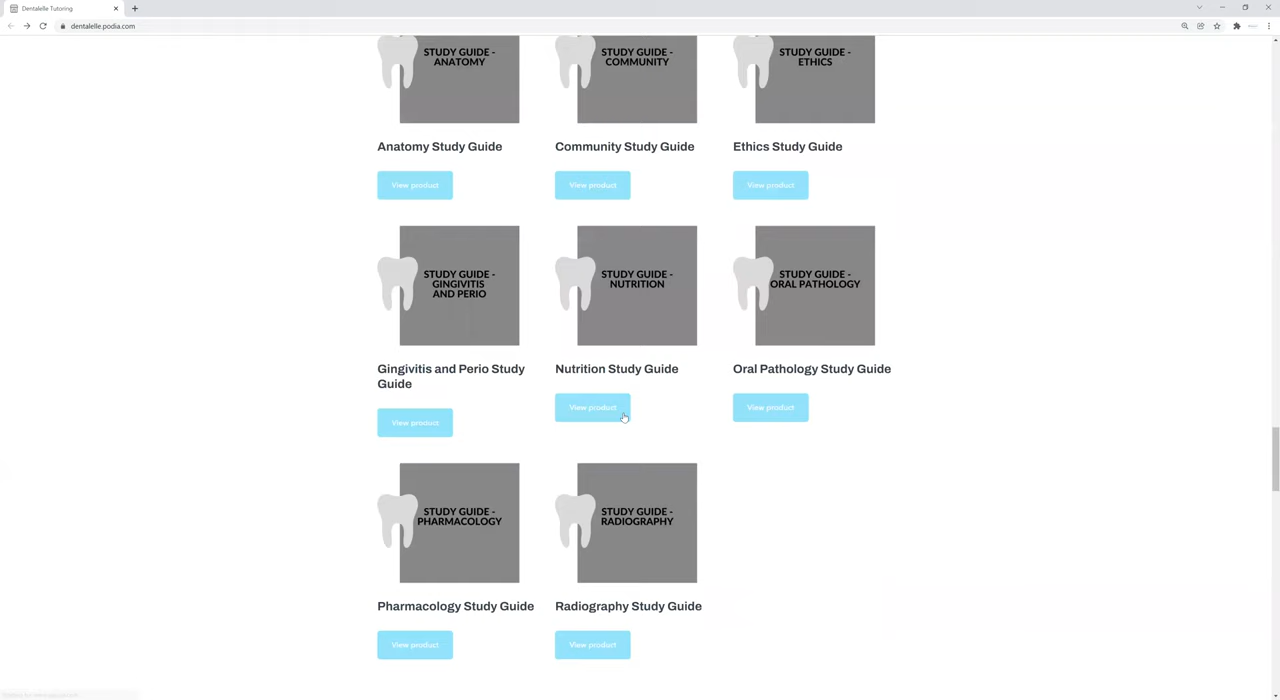 Dentalelle Tutoring
dentalelle.podia.com
STUDY GUIDE -
ANATOMY
STUDY GUIDE -
COMMUNITY
STUDY GUIDE -
ETHICS
Anatomy Study Guide
Community Study Guide
Ethics Study Guide
View product
View product
View product
STUDY GUIDE -
GINGIVITIS
AND PERIO
STUDY GUIDE -
NUTRITION
STUDY GUIDE -
ORAL PATHOLOGY
Gingivitis and Perio Study
Guide
Nutrition Study Guide
Oral Pathology Study Guide
View product
View product
View product
STUDY GUIDE -
PHARMACOLOGY
STUDY GUIDE -
RADIOGRAPHY
Pharmacology Study Guide
Radiography Study Guide
View product
View product